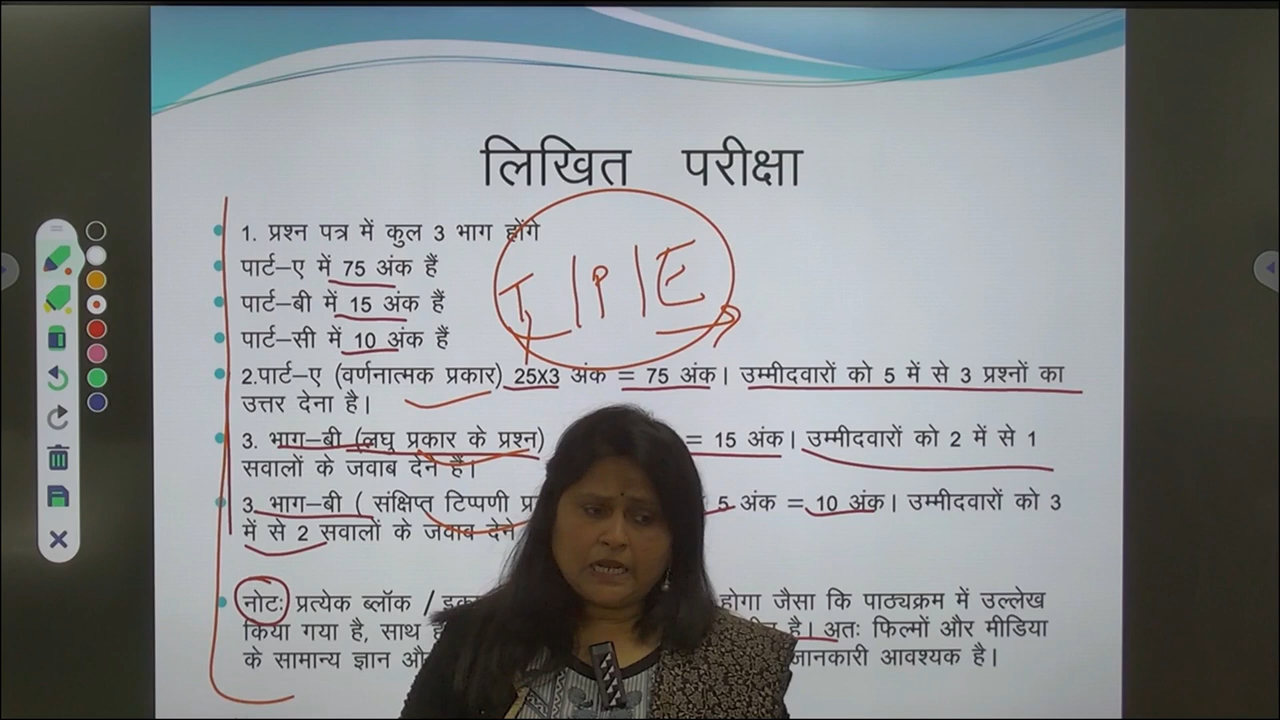 लिखित परीक्षा
1. प्रश्न पत्र में कुल 3 भाग होंगे
पार्ट–ए में 75 अंक हैं
T | P | E
पार्ट–बी में 15 अंक हैं
पार्ट–सी में 10 अंक हैं
2.पार्ट–ए (वर्णनात्मक प्रकार) 25X3 अंक = 75 अंक। उम्मीदवारों को 5 में से 3 प्रश्नों का
उत्तर देना है।
3. भाग–बी (लघु प्रकार के प्रश्न) = 15 अंक। उम्मीदवारों को 2 में से 1
सवालों के जवाब देने हैं।
3. भाग–बी ( संक्षिप्त टिप्पणी 5 अंक = 10 अंक। उम्मीदवारों को 3
में से 2 सवालों के जवाब देने
नोटः प्रत्येक ब्लॉक / होगा जैसा कि पाठ्यक्रम में उल्लेख
किया गया है, साथ है। अतः फिल्मों और मीडिया
के सामान्य ज्ञान जानकारी आवश्यक है।